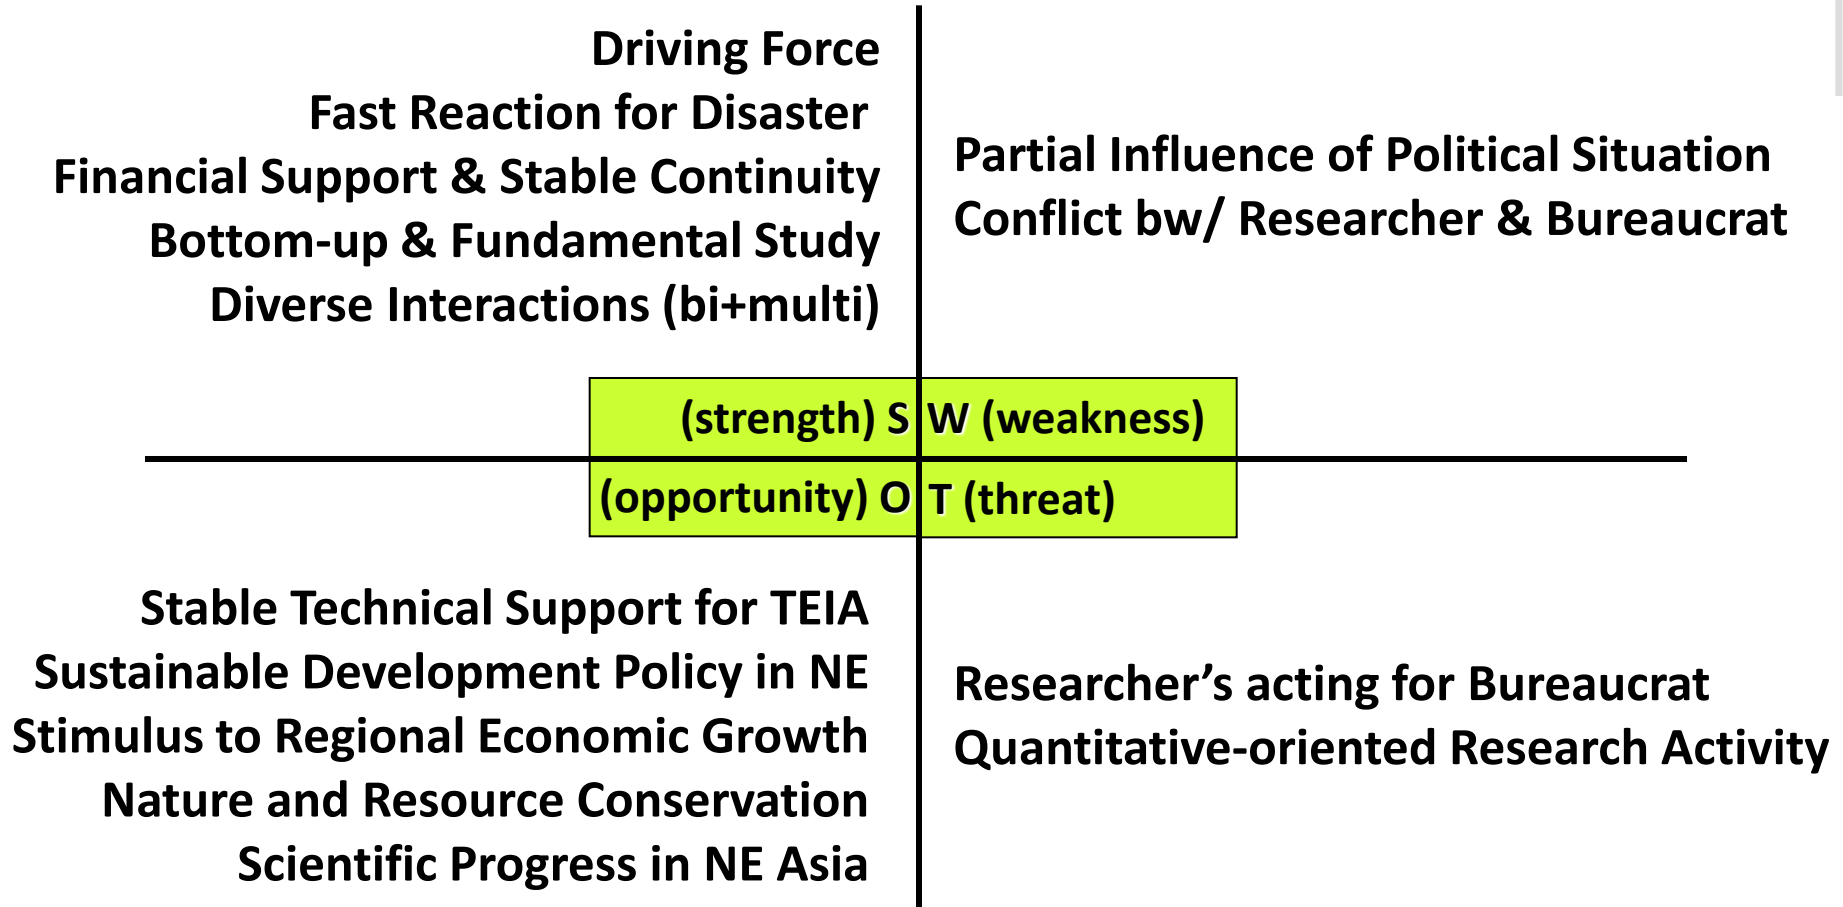 Driving Force
Fast Reaction for Disaster
Financial Support & Stable Continuity
Bottom-up & Fundamental Study
Diverse Interactions (bi+multi)
Partial Influence of Political Situation
Conflict bw/ Researcher & Bureaucrat
(strength) S W (weakness)
(opportunity) O T (threat)
Stable Technical Support for TEIA
Sustainable Development Policy in NE
Stimulus to Regional Economic Growth
Nature and Resource Conservation
Scientific Progress in NE Asia
Researcher’s acting for Bureaucrat
Quantitative-oriented Research Activity